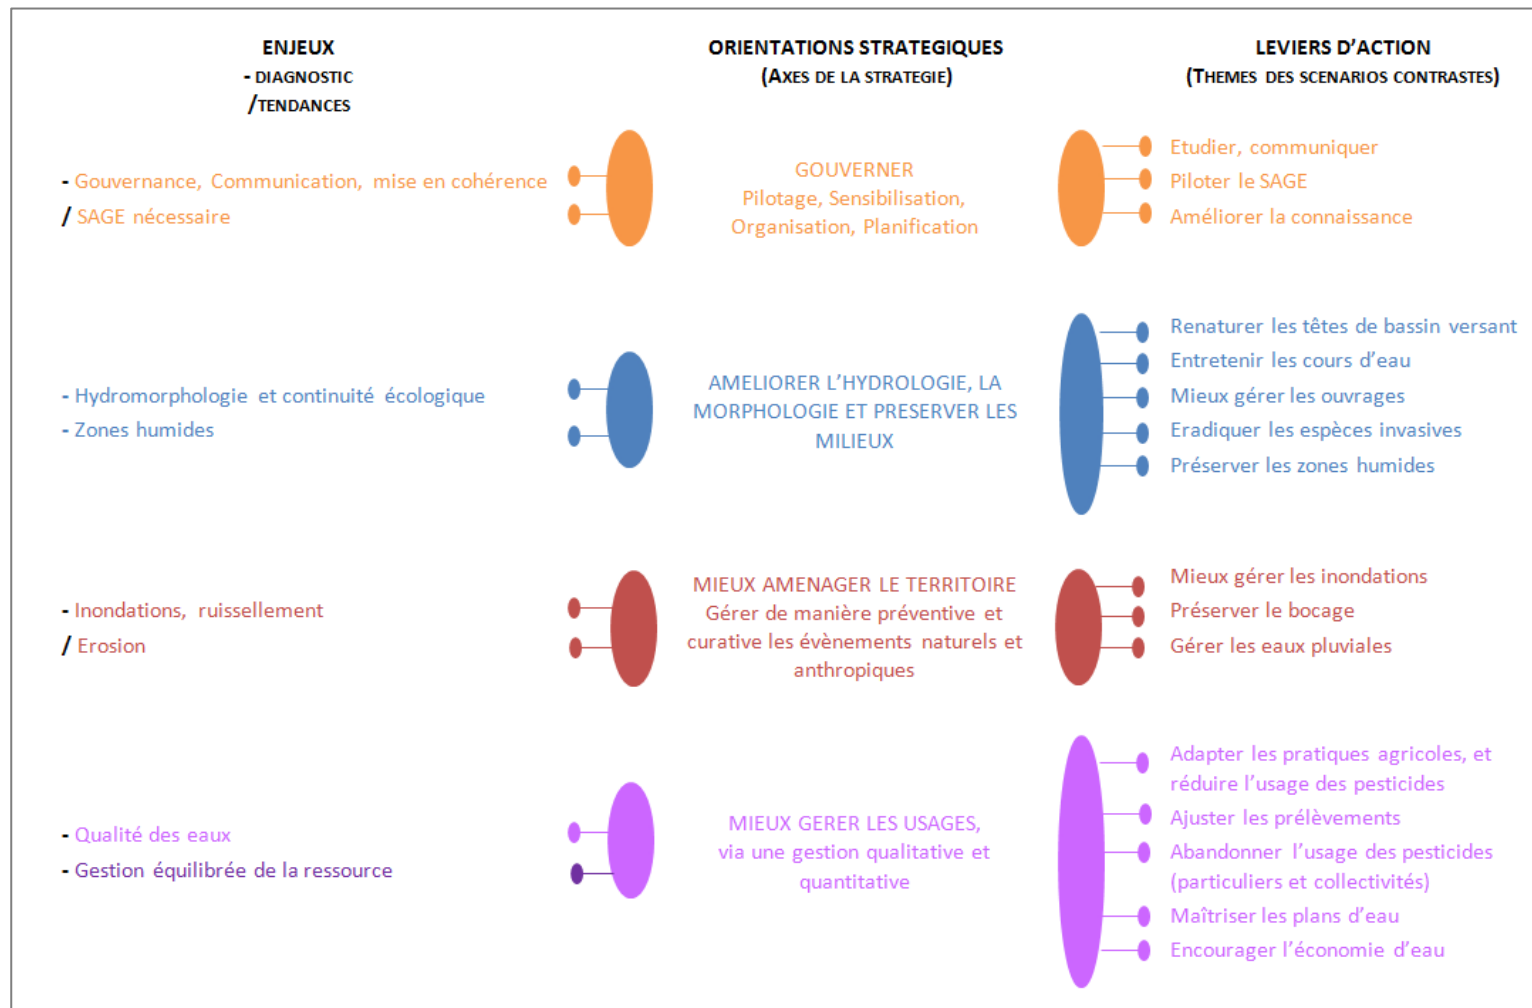 ENJEUX
- DIAGNOSTIC
/TENDANCES
ORIENTATIONS STRATEGIQUES
(AXES DE LA STRATEGIE)
LEVIERS D’ACTION
(THEMES DES SCENARIOS CONTRASTES)
- Gouvernance, Communication, mise en cohérence
/ SAGE nécessaire
GOUVERNER
Pilotage, Sensibilisation,
Organisation, Planification
Etudier, communiquer
Piloter le SAGE
Améliorer la connaissance
- Hydromorphologie et continuité écologique
- Zones humides
AMELIORER L’HYDROLOGIE, LA
MORPHOLOGIE ET PRESERVER LES
MILIEUX
Renaturer les têtes de bassin versant
Entretenir les cours d’eau
Mieux gérer les ouvrages
Eradiquer les espèces invasives
Préserver les zones humides
- Inondations, ruissellement
/ Erosion
MIEUX AMENAGER LE TERRITOIRE
Gérer de manière préventive et
curative les évènements naturels et
anthropiques
Mieux gérer les inondations
Préserver le bocage
Gérer les eaux pluviales
- Qualité des eaux
- Gestion équilibrée de la ressource
MIEUX GERER LES USAGES,
via une gestion qualitative et
quantitative
Adapter les pratiques agricoles, et
réduire l’usage des pesticides
Ajuster les prélèvements
Abandonner l’usage des pesticides
(particuliers et collectivités)
Maîtriser les plans d’eau
Encourager l’économie d’eau